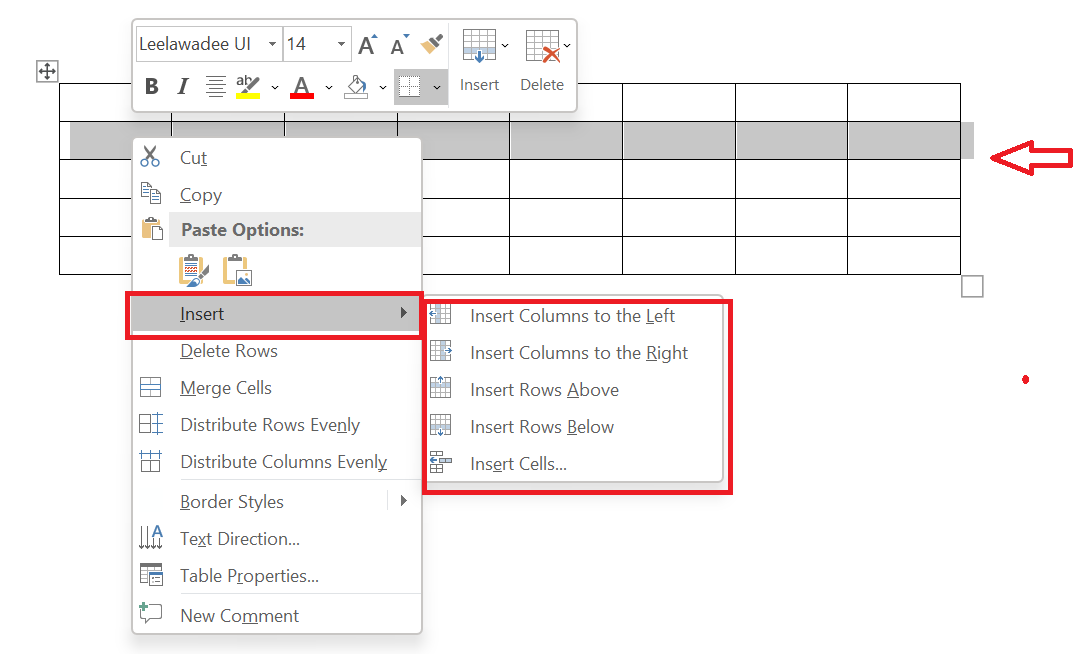 Leelawadee UI 14 A A
B I ab A Insert Delete
Cut
Copy
Paste Options:
Insert
Delete Rows
Merge Cells
Distribute Rows Evenly
Distribute Columns Evenly
Border Styles
Text Direction...
Table Properties...
New Comment
Insert Columns to the Left
Insert Columns to the Right
Insert Rows Above
Insert Rows Below
Insert Cells...